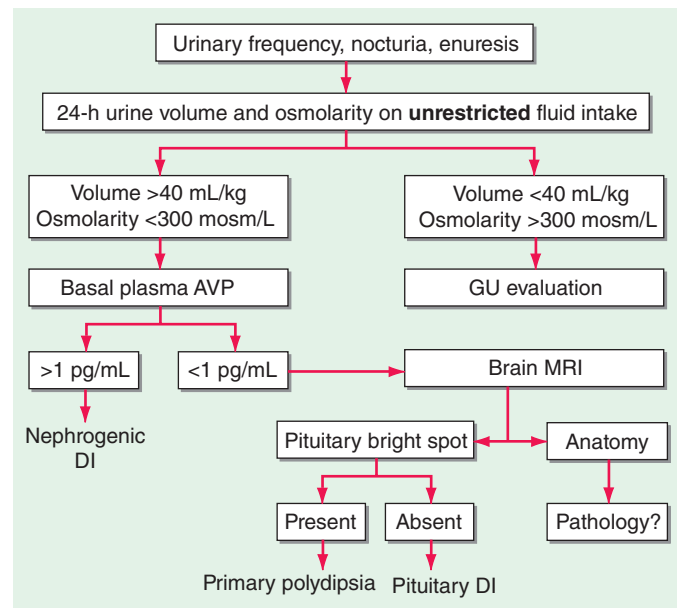 Urinary frequency, nocturia, enuresis
24-h urine volume and osmolarity on unrestricted fluid intake
Volume >40 mL/kg
Osmolarity <300 mosm/L
Volume <40 mL/kg
Osmolarity >300 mosm/L
Basal plasma AVP
GU evaluation
>1 pg/mL
<1 pg/mL
Brain MRI
Nephrogenic
DI
Pituitary bright spot
Anatomy
Present
Absent
Pathology?
Primary polydipsia
Pituitary DI